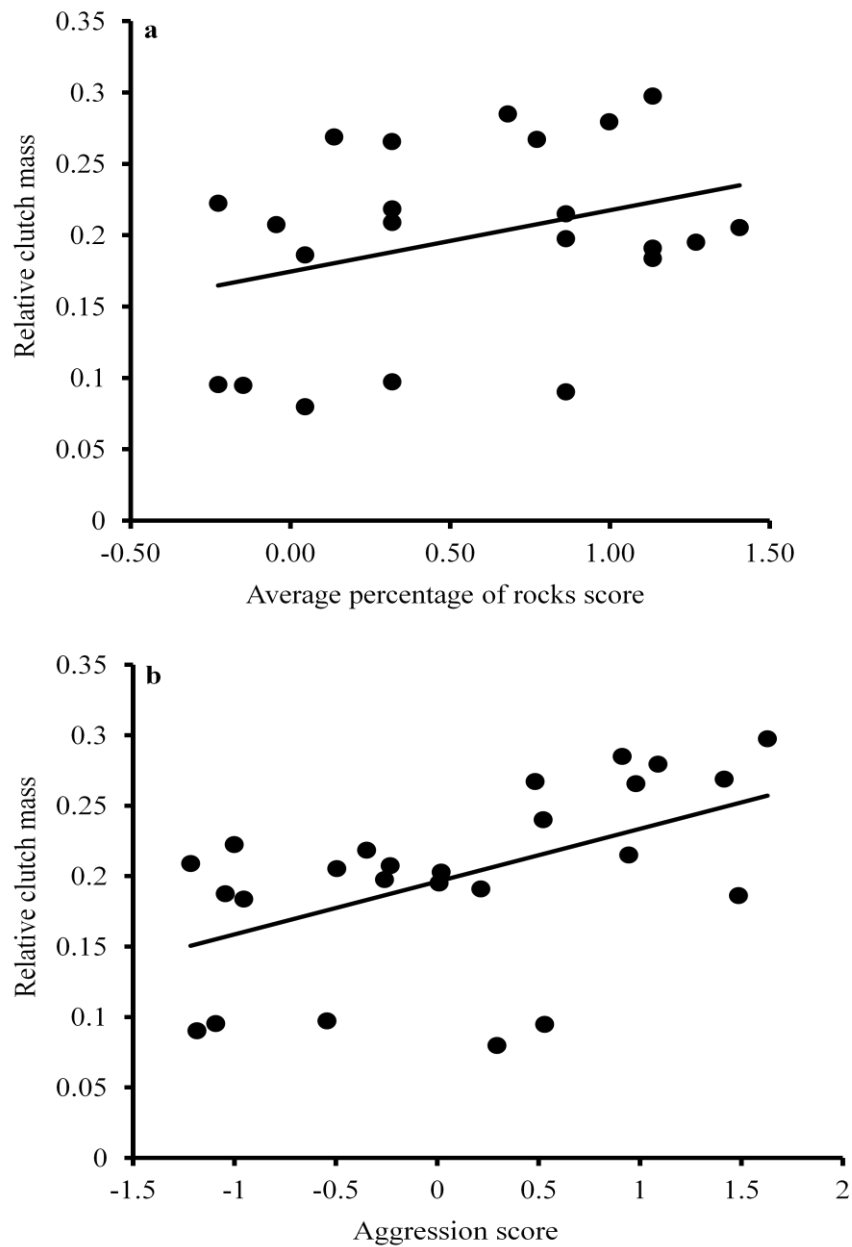 a
0.35
0.3
0.25
0.2
0.15
0.1
0.05
0
Relative clutch mass
-0.50 0.00 0.50 1.00 1.50
Average percentage of rocks score
b
0.35
0.3
0.25
0.2
0.15
0.1
0.05
0
Relative clutch mass
-1.5 -1 -0.5 0 0.5 1 1.5 2
Aggression score